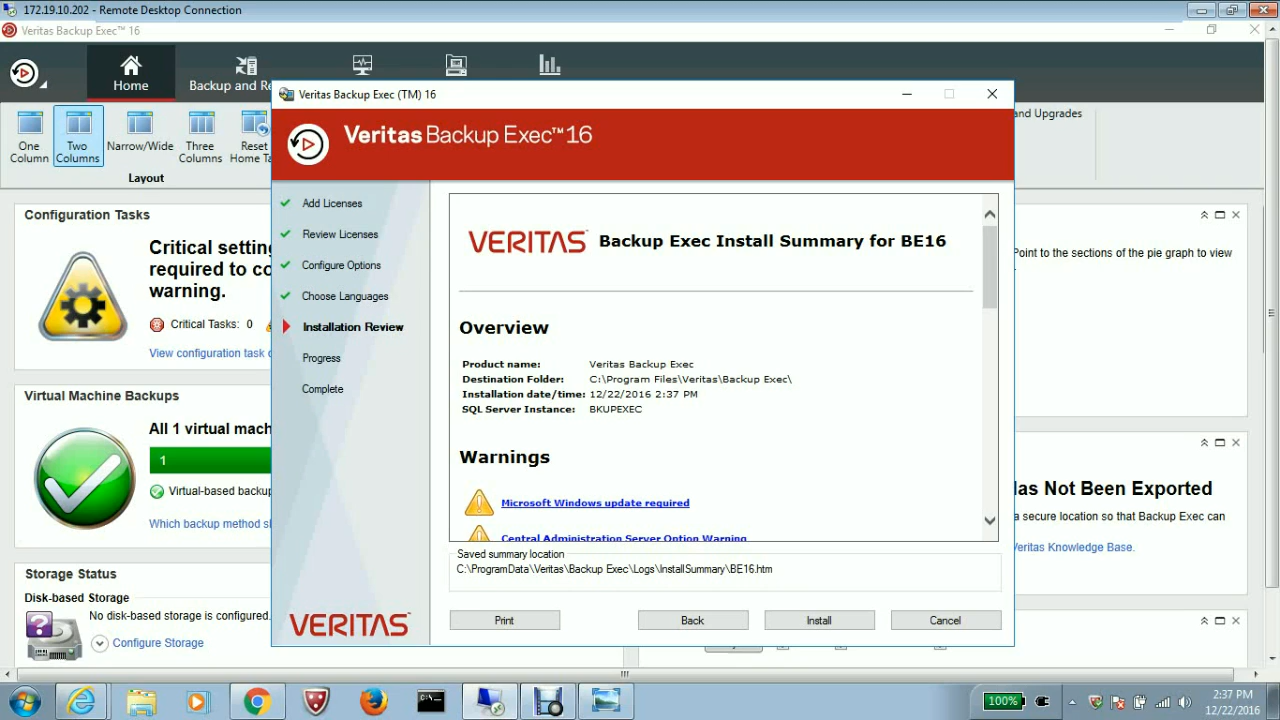 172.19.10.202 - Remote Desktop Connection
Veritas Backup Exec™ 16
Home
Backup and Re
One
Column
Two
Columns
Narrow/Wide
Three
Columns
Reset
Home Ta
Layout
and Upgrades
Configuration Tasks
Critical settin
required to co
warning.
Critical Tasks: 0
View configuration task d
Virtual Machine Backups
All 1 virtual mach
1
Virtual-based backup
Which backup method sh
Storage Status
Disk-based Storage
No disk-based storage is configured.
Configure Storage
Veritas Backup Exec (TM) 16
Veritas Backup Exec™ 16
Add Licenses
Review Licenses
Configure Options
Choose Languages
Installation Review
Progress
Complete
VERITAS
VERITAS Backup Exec Install Summary for BE16
Overview
Product name: Veritas Backup Exec
Destination Folder: C:\Program Files\Veritas\Backup Exec\
Installation date/time: 12/22/2016 2:37 PM
SQL Server Instance: BKUPEXEC
Warnings
Microsoft Windows update required
Central Administration Server Option Warning
Saved summary location
C:\ProgramData\Veritas\Backup Exec\Logs\InstallSummary\BE16.htm
Print
Back
Install
Cancel
Point to the sections of the pie graph to view
Has Not Been Exported
a secure location so that Backup Exec can
Veritas Knowledge Base.
100%
2:37 PM
12/22/2016